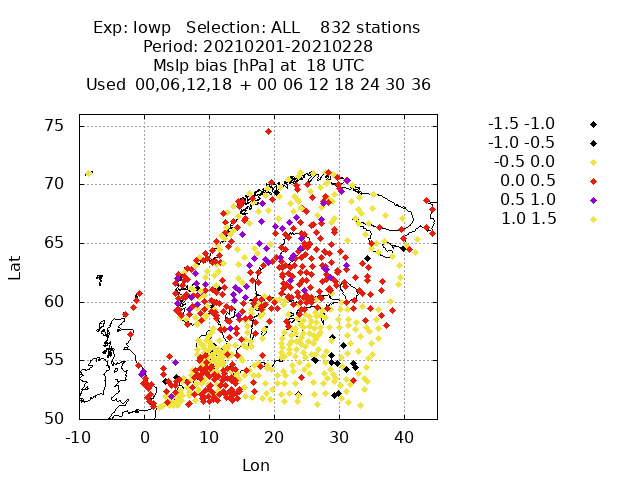 Exp: lowp   Selection: ALL    832 stations
Period: 20210201-20210228
Mslp bias [hPa] at  18 UTC
Used  00,06,12,18 + 00 06 12 18 24 30 36
75
70
65
60
55
50
Lat
-10 0 10 20 30 40
Lon
-1.5 -1.0
-1.0 -0.5
-0.5 0.0
0.0 0.5
0.5 1.0
1.0 1.5